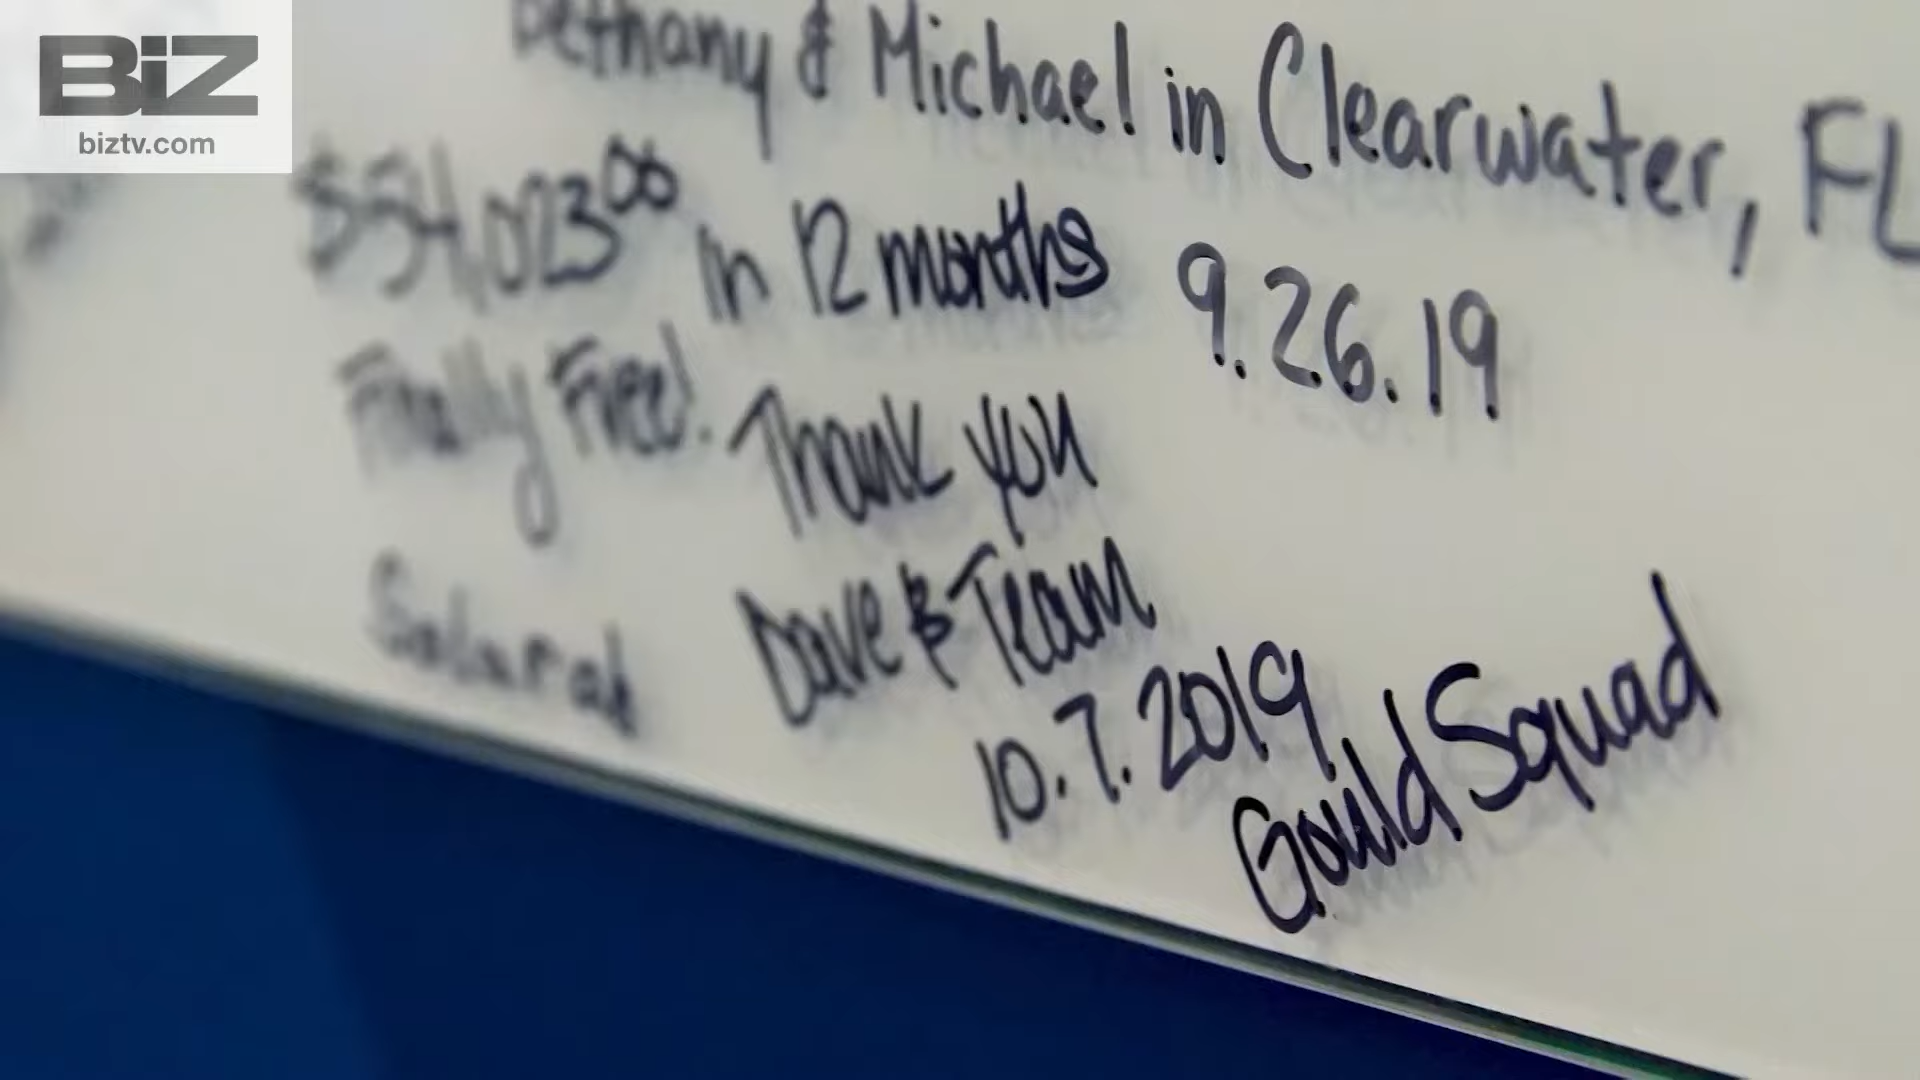 BiZ
biztv.com
Bethany & Michael in Clearwater, FL
$54,023.00 in 12 months 9.26.19
Finally Free! Thank you
Dave & Team
10.7.2019
Gould Squad